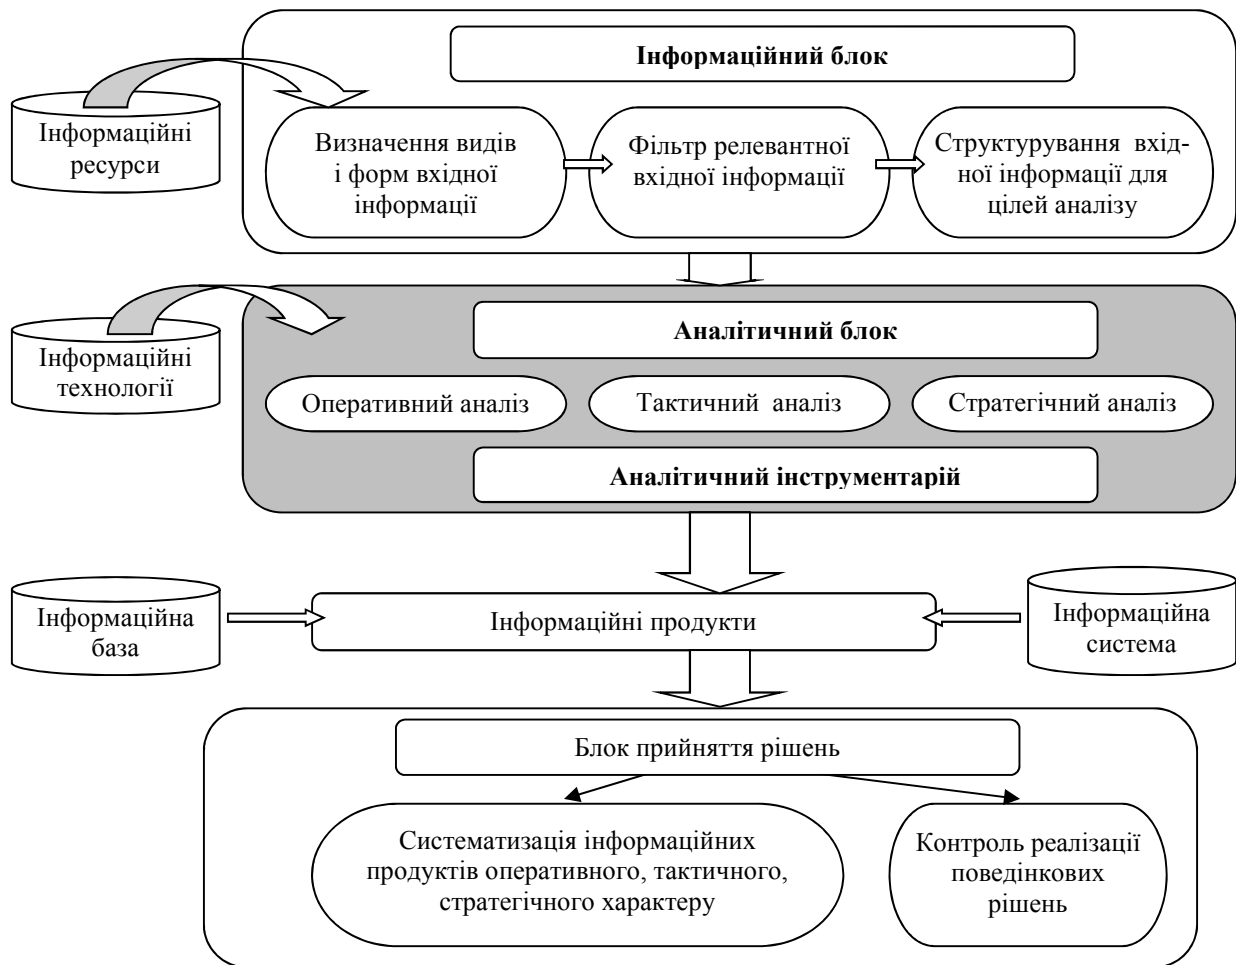 Інформаційний блок
Інформаційні
ресурси
Визначення видів
і форм вхідної
інформації
Фільтр релевантної
вхідної інформації
Структурування вхід-
ної інформації для
цілей аналізу
Інформаційні
технології
Аналітичний блок
Оперативний аналіз
Тактичний аналіз
Стратегічний аналіз
Аналітичний інструментарій
Інформаційна
база
Інформаційні продукти
Інформаційна
система
Блок прийняття рішень
Систематизація інформаційних
продуктів оперативного, тактичного,
стратегічного характеру
Контроль реалізації
поведінкових
рішень